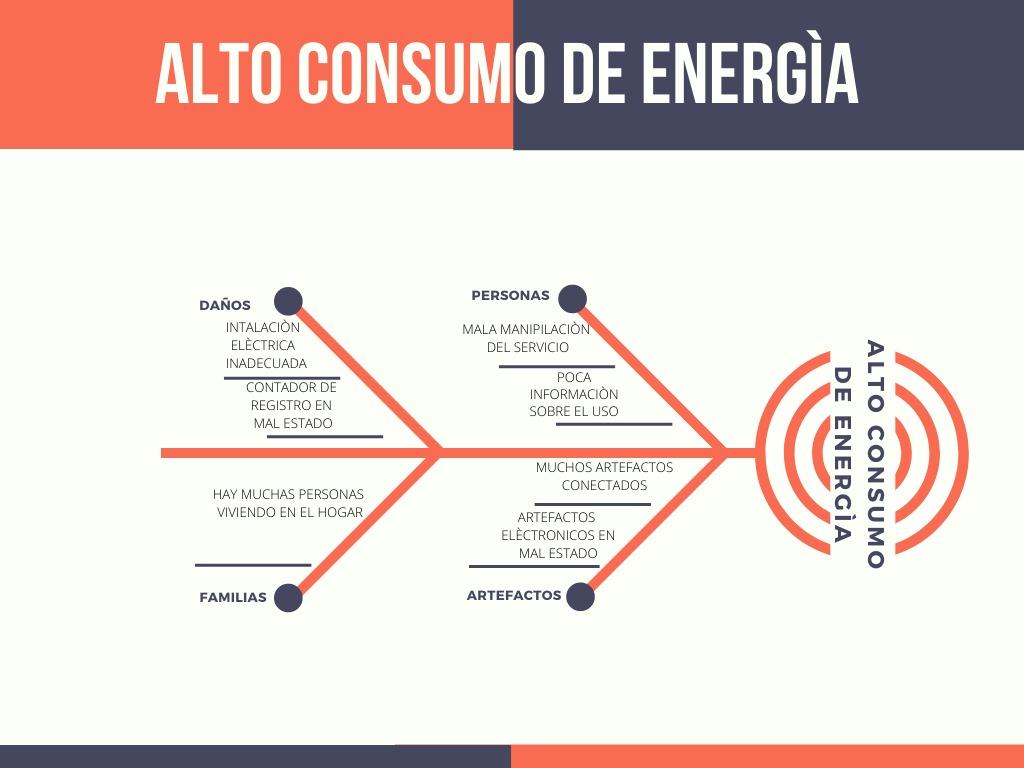 ALTO CONSUMO DE ENERGÌA
DAÑOS
INTALACIÒN
ELÈCTRICA
INADECUADA
CONTADOR DE
REGISTRO EN
MAL ESTADO
PERSONAS
MALA MANIPILACIÒN
DEL SERVICIO
POCA
INFORMACIÒN
SOBRE EL USO
HAY MUCHAS PERSONAS
VIVIENDO EN EL HOGAR
FAMILIAS
MUCHOS ARTEFACTOS
CONECTADOS
ARTEFACTOS
ELÈCTRONICOS EN
MAL ESTADO
ARTEFACTOS
ALTO CONSUMO
DE ENERGÌA